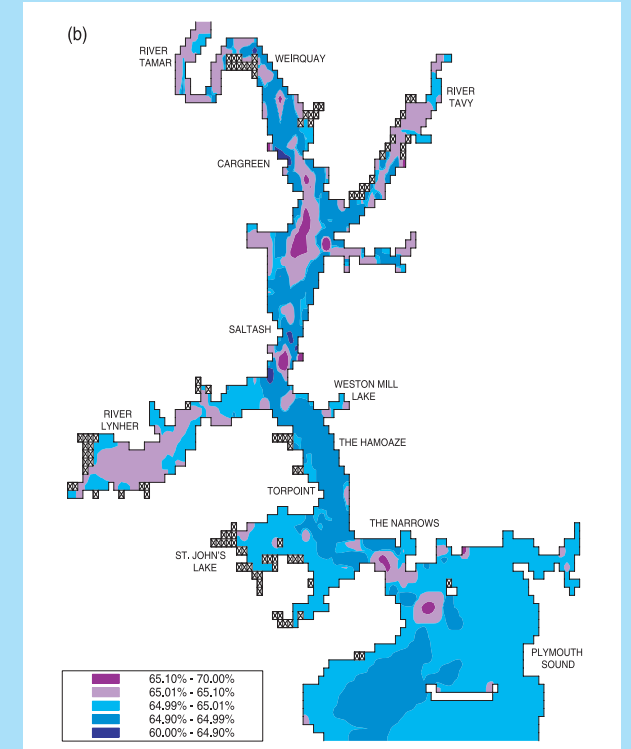 (b)
RIVER
TAMAR
WEIRQUAY
RIVER
TAVY
CARGREEN
SALTASH
WESTON MILL
LAKE
RIVER
LYNHER
THE HAMOAZE
TORPOINT
THE NARROWS
ST. JOHN'S
LAKE
PLYMOUTH
SOUND
65.10% - 70.00%
65.01% - 65.10%
64.99% - 65.01%
64.90% - 64.99%
60.00% - 64.90%